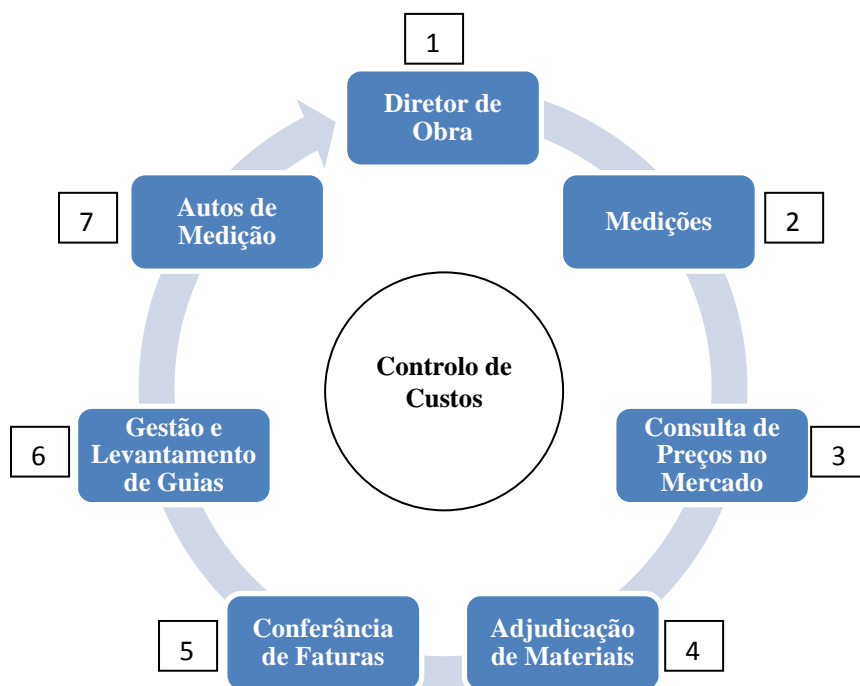 1
Diretor de
Obra
Medições
2
Consulta de
Preços no
Mercado
3
Adjudicação
de Materiais
4
Conferância
de Faturas
5
Gestão e
Levantamento
de Guias
6
Autos de
Medição
7
Controlo de
Custos